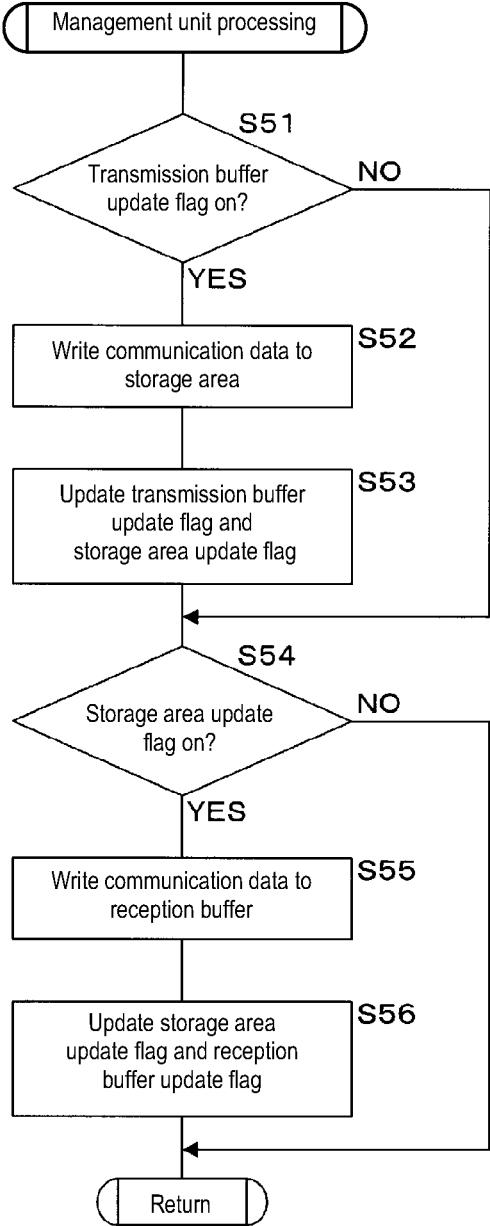 Management unit processing
S51
Transmission buffer
update flag on?
NO
YES
S52
Write communication data to
storage area
S53
Update transmission buffer
update flag and
storage area update flag
S54
Storage area update
flag on?
NO
YES
S55
Write communication data to
reception buffer
S56
Update storage area
update flag and reception
buffer update flag
Return